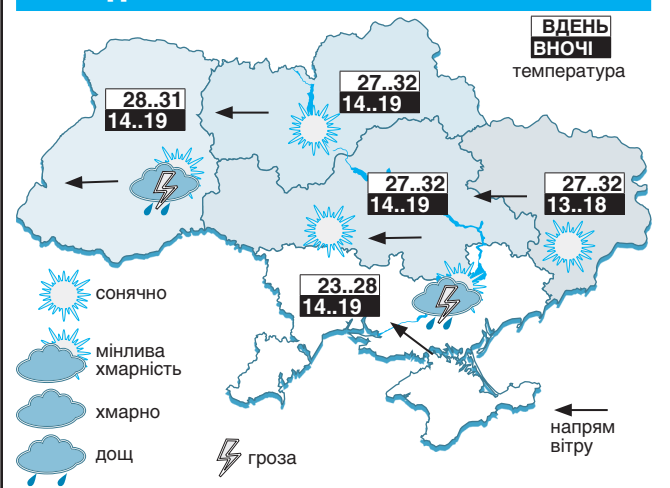 ВДЕНЬ
ВНОЧІ
температура
28..31
14..19
27..32
14..19
27..32
14..19
27..32
13..18
23..28
14..19
сонячно
мінлива
хмарність
хмарно
дощ
гроза
напрям
вітру